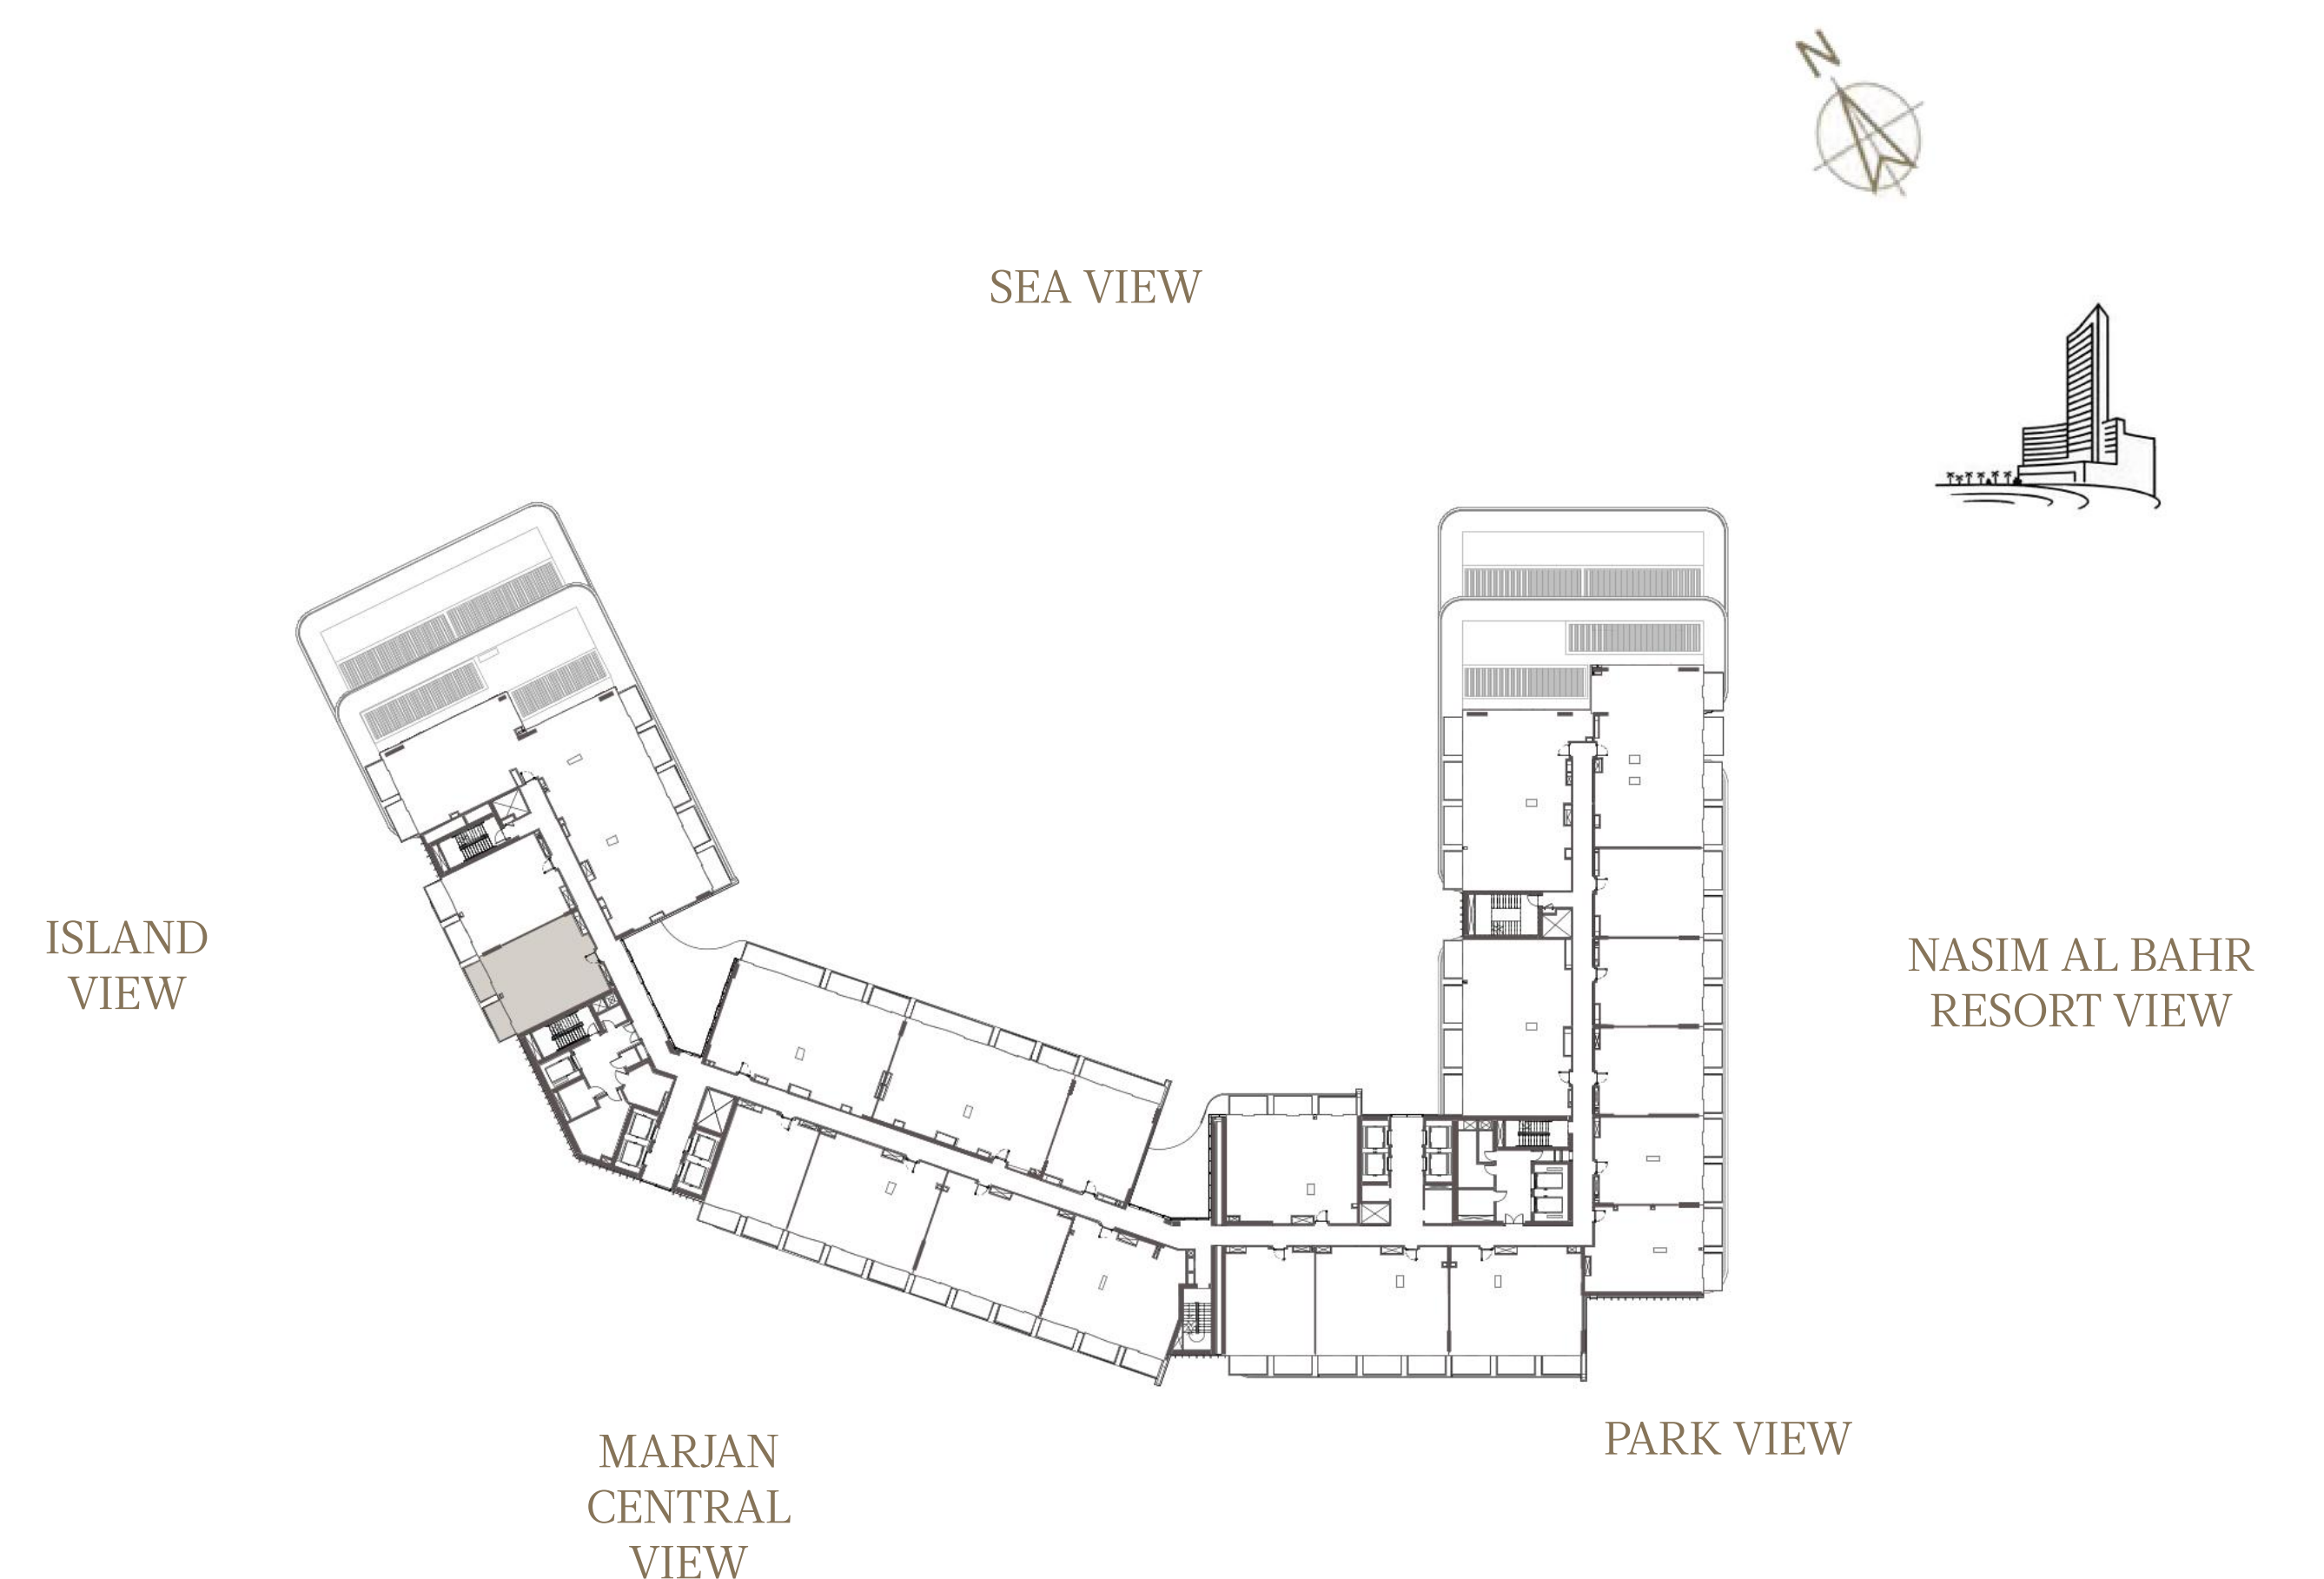 N
SEA VIEW
ISLAND
VIEW
NASIM AL BAHR
RESORT VIEW
MARJAN
CENTRAL
VIEW
PARK VIEW